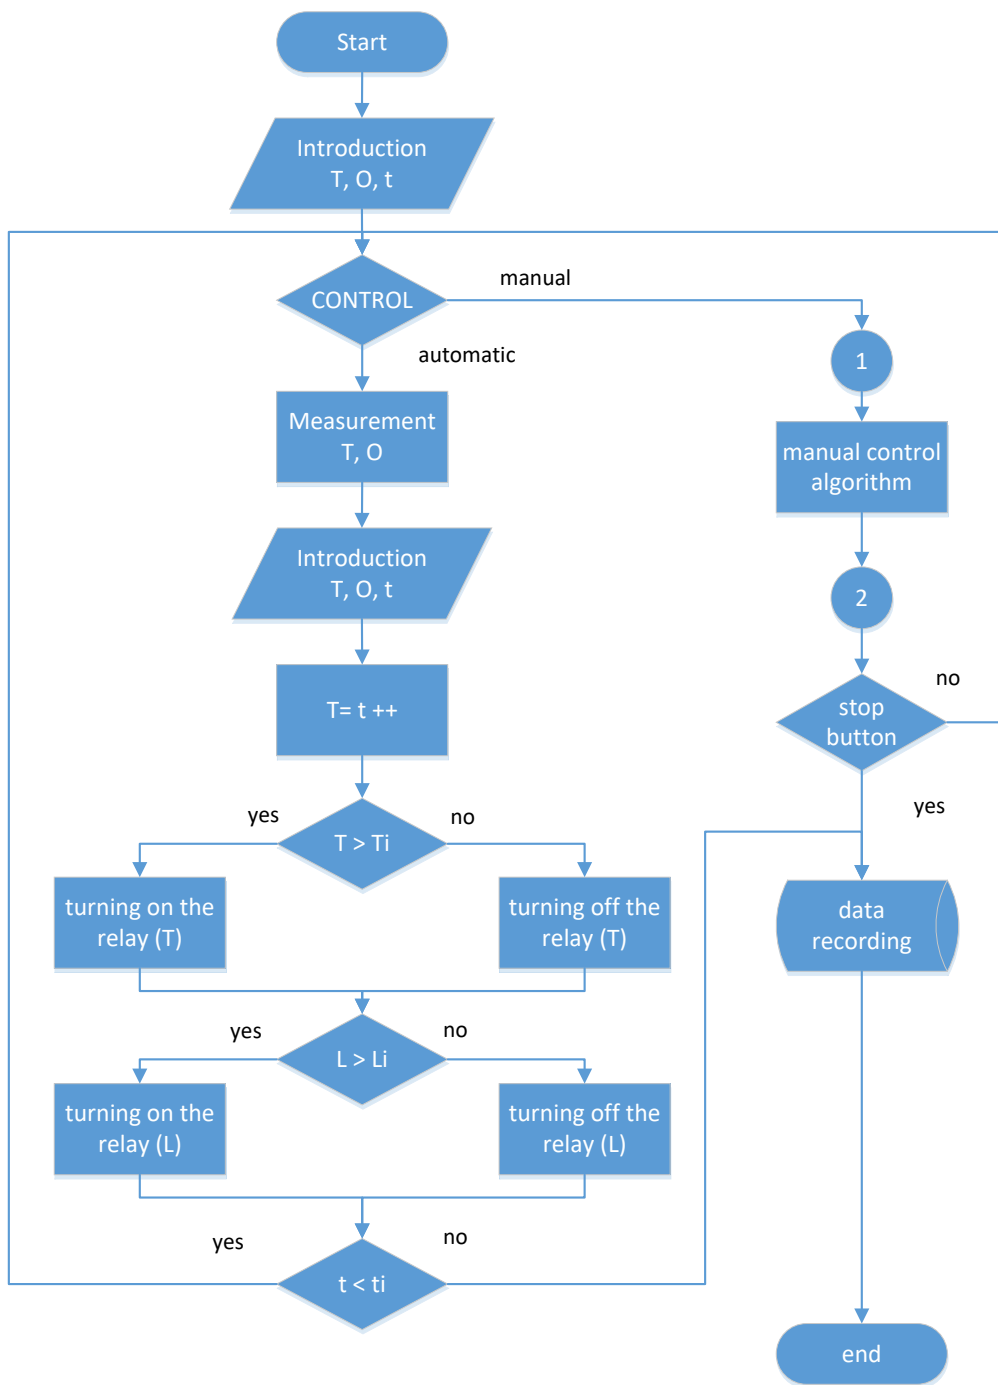 Start
Introduction
T, O, t
CONTROL
manual
automatic
1
Measurement
T, O
manual control
algorithm
Introduction
T, O, t
2
T= t ++
stop
button
no
yes
T > Ti
yes
no
turning on the
relay (T)
turning off the
relay (T)
data
recording
L > Li
yes
no
turning on the
relay (L)
turning off the
relay (L)
t < ti
yes
no
end